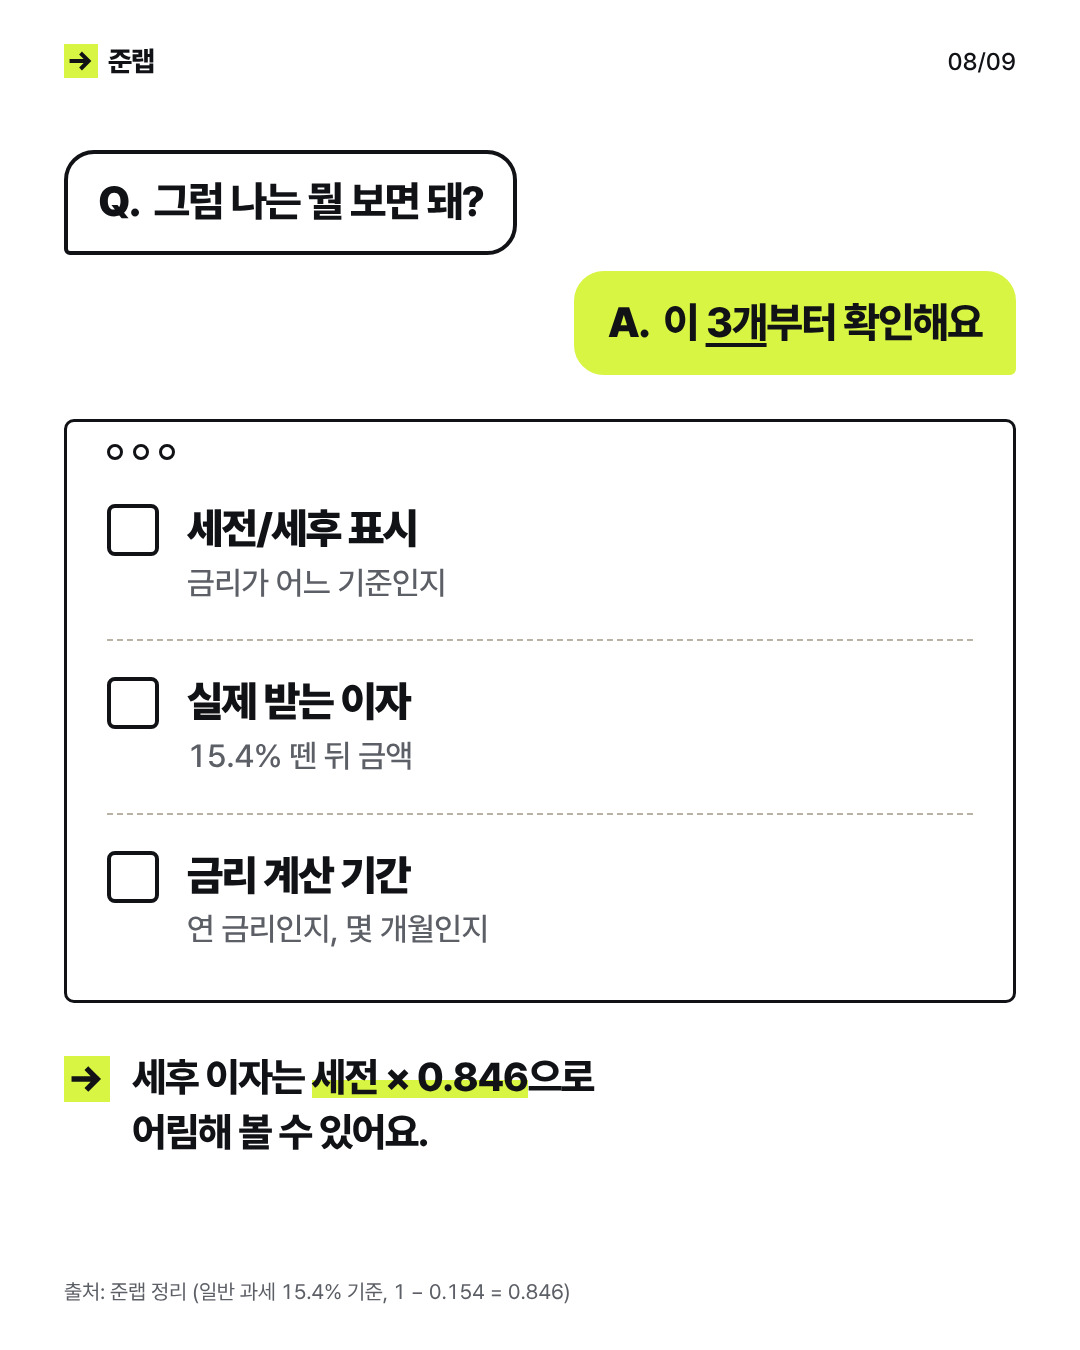 준랩
08/09
Q. 그럼 나는 뭘 보면 돼?
A. 이 3개부터 확인해요
세전/세후 표시
금리가 어느 기준인지
실제 받는 이자
15.4% 뗀 뒤 금액
금리 계산 기간
연 금리인지, 몇 개월인지
세후 이자는 세전 × 0.846으로
어림해 볼 수 있어요.
출처: 준랩 정리 (일반 과세 15.4% 기준, 1 – 0.154 = 0.846)